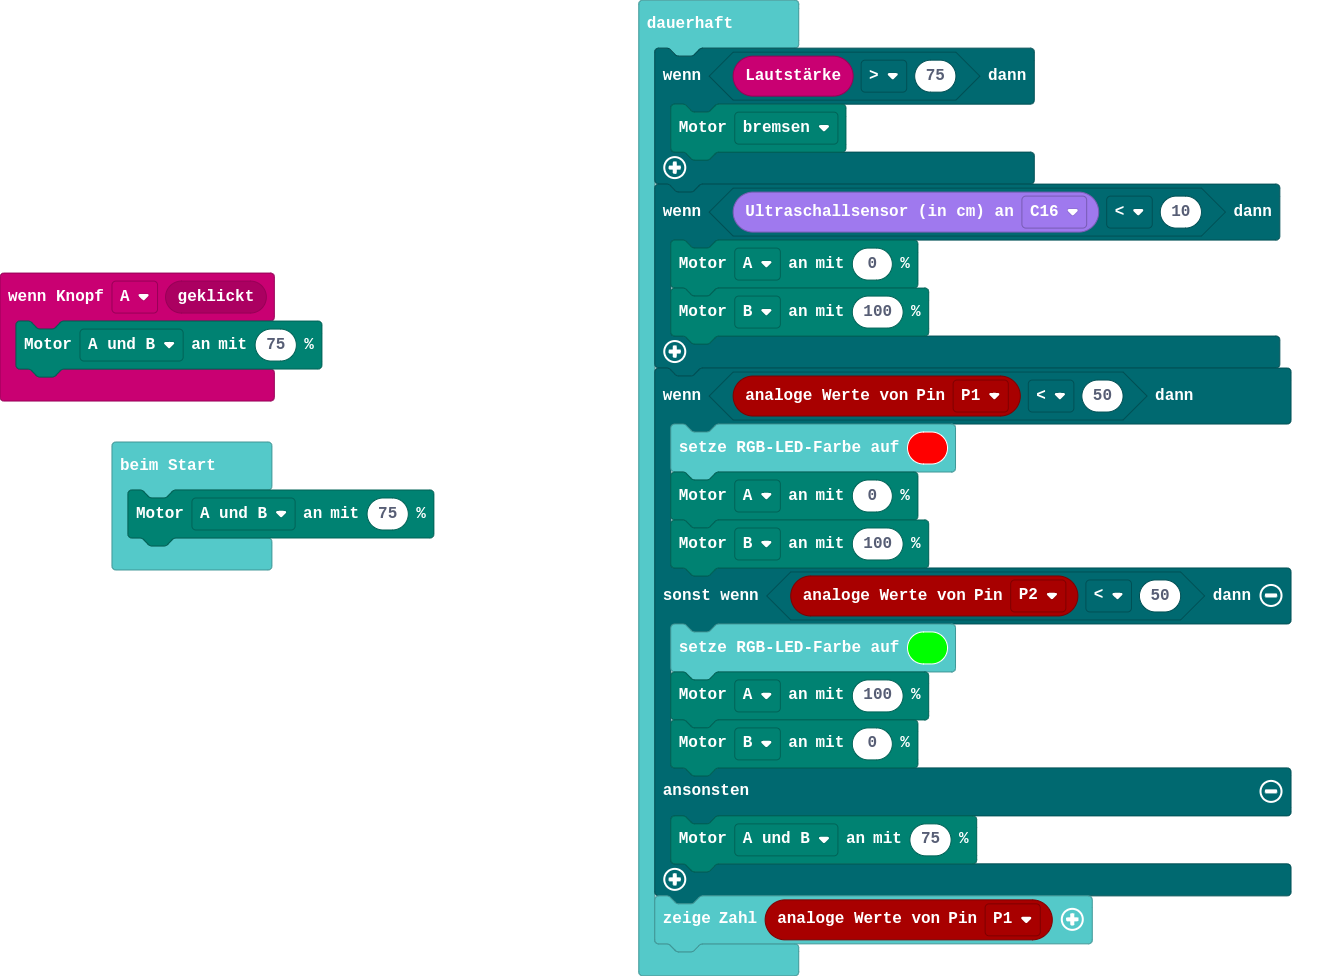 wenn Knopf A geklickt
Motor A und B an mit 75 %
beim Start
Motor A und B an mit 75 %
dauerhaft
wenn Lautstärke > 75 dann
Motor bremsen
wenn Ultraschallsensor (in cm) an C16 < 10 dann
Motor A an mit 0 %
Motor B an mit 100 %
wenn analoge Werte von Pin P1 < 50 dann
setze RGB-LED-Farbe auf
Motor A an mit 0 %
Motor B an mit 100 %
sonst wenn analoge Werte von Pin P2 < 50 dann
setze RGB-LED-Farbe auf
Motor A an mit 100 %
Motor B an mit 0 %
ansonsten
Motor A und B an mit 75 %
zeige Zahl analoge Werte von Pin P1